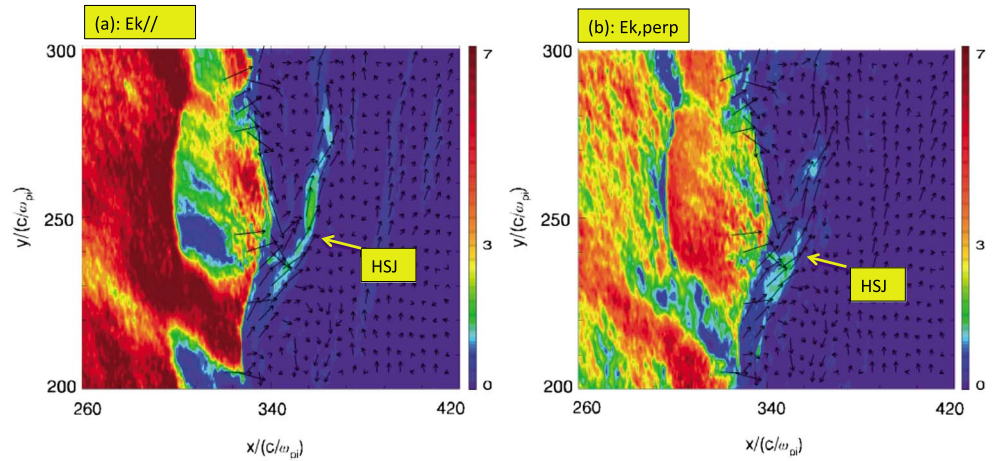 (a): Ek//
(b): Ek,perp
300
7
300
7
y/(c/ω_pi)
250
3
y/(c/ω_pi)
250
3
HSJ
HSJ
200
0
200
0
260
340
420
260
340
420
x/(c/ω_pi)
x/(c/ω_pi)